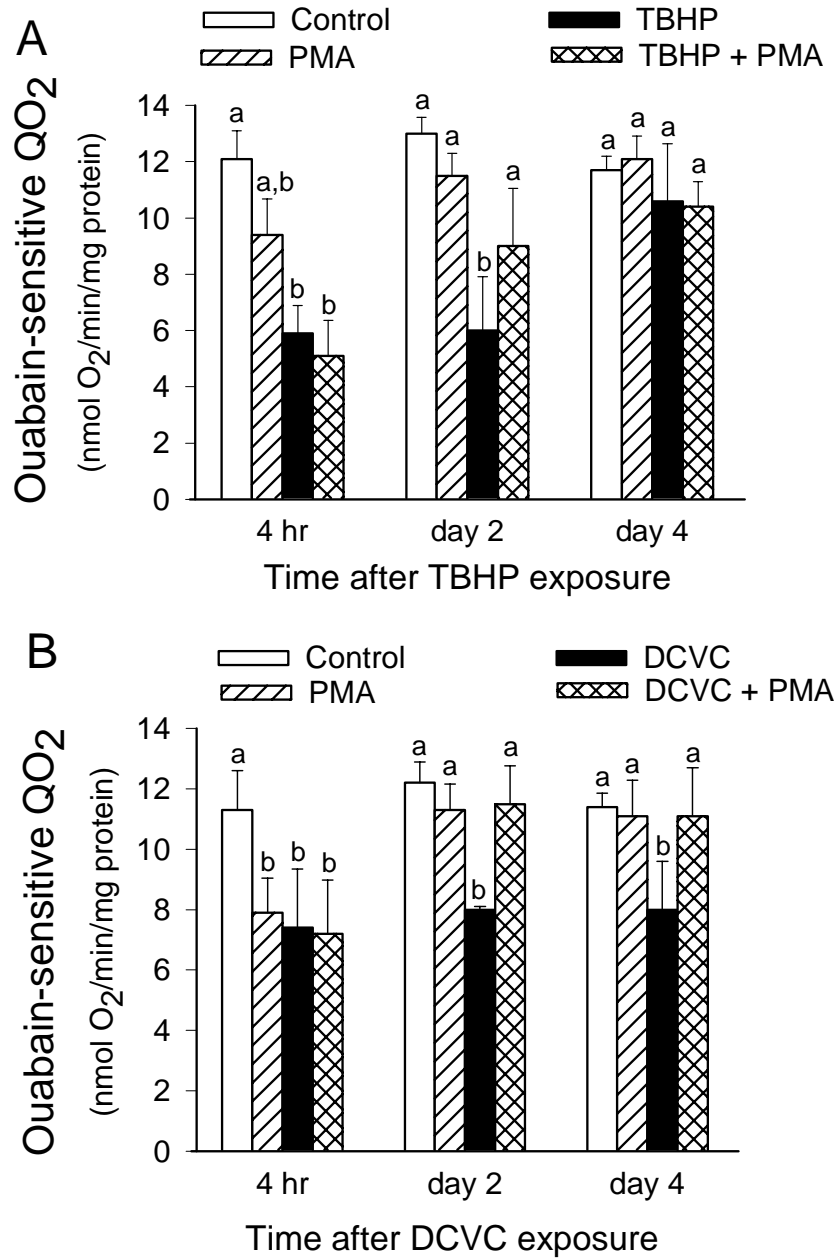 A
Control
TBHP
PMA
TBHP + PMA
Ouabain-sensitive QO2
(nmol O2/min/mg protein)
14
12
10
8
6
4
2
0
a
a,b
b
b
a
a
b
a
a
a
a
a
4 hr
day 2
day 4
Time after TBHP exposure
B
Control
DCVC
PMA
DCVC + PMA
Ouabain-sensitive QO2
(nmol O2/min/mg protein)
14
12
10
8
6
4
2
0
a
b
b
b
a
a
b
a
a
a
b
a
4 hr
day 2
day 4
Time after DCVC exposure